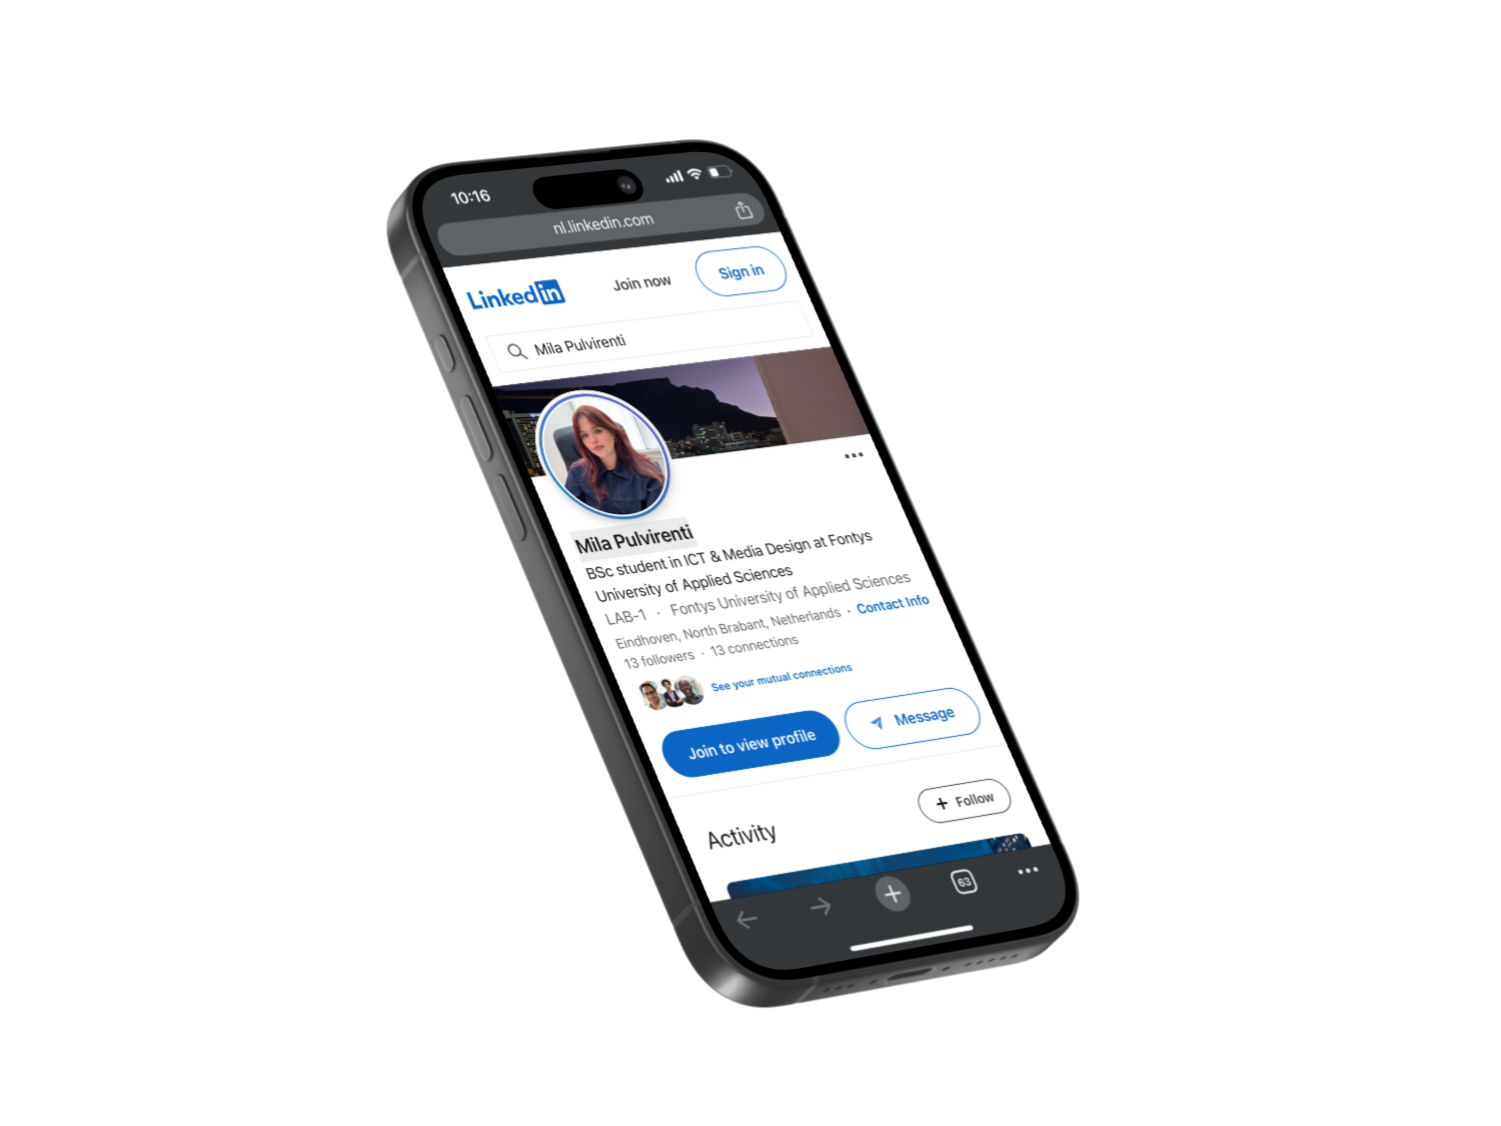 10:16
nl.linkedin.com
Linkedin
Join now
Sign in
Mila Pulvirenti
Mila Pulvirenti
BSc student in ICT & Media Design at Fontys
University of Applied Sciences
LAB-1 · Fontys University of Applied Sciences
Eindhoven, North Brabant, Netherlands · Contact Info
13 followers · 13 connections
See your mutual connections
Join to view profile
Message
Activity
+ Follow
63